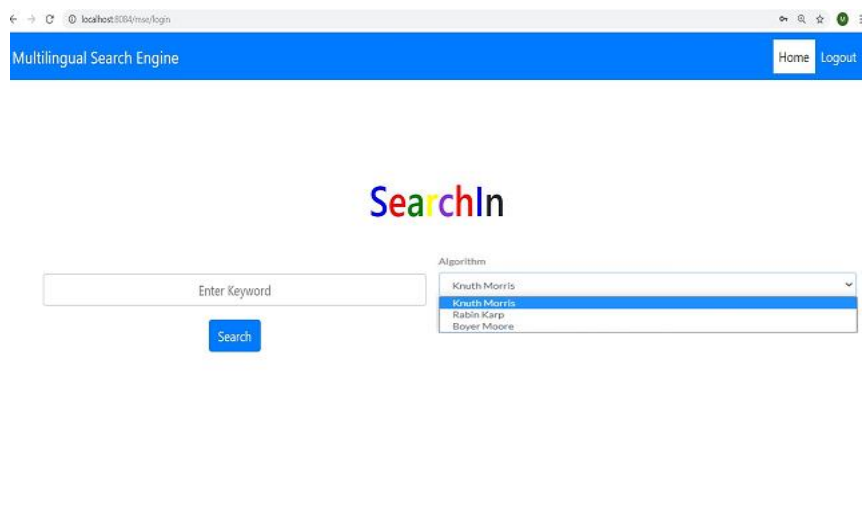 localhost:8084/mse/login
Multilingual Search Engine
Home Logout
SearchIn
Algorithm
Enter Keyword
Knuth Morris
Knuth Morris
Rabin Karp
Boyer Moore
Search